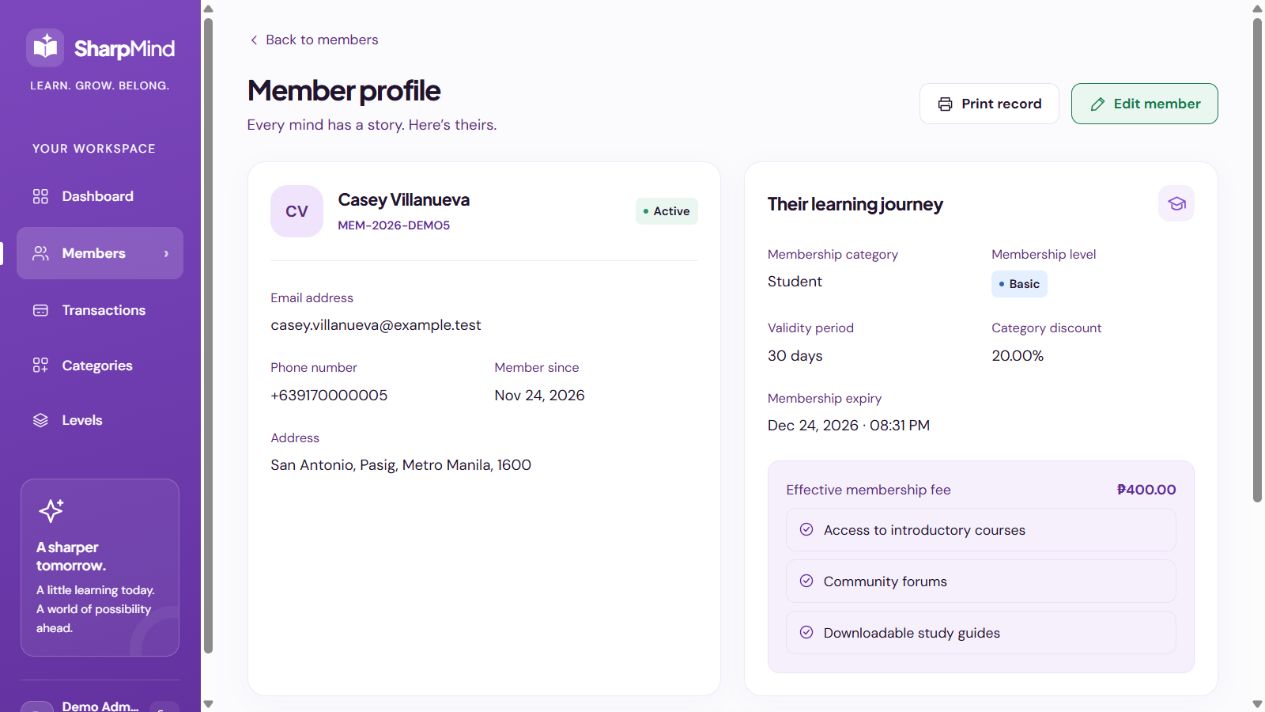 SharpMind
LEARN. GROW. BELONG.
YOUR WORKSPACE
Dashboard
Members ›
Transactions
Categories
Levels
A sharper
tomorrow.
A little learning today.
A world of possibility
ahead.
Demo Adm...
Back to members
Member profile
Every mind has a story. Here’s theirs.
Print record
Edit member
CV
Casey Villanueva
MEM-2026-DEMO5
Active
Email address
casey.villanueva@example.test
Phone number
+639170000005
Member since
Nov 24, 2026
Address
San Antonio, Pasig, Metro Manila, 1600
Their learning journey
Membership category
Student
Membership level
Basic
Validity period
30 days
Category discount
20.00%
Membership expiry
Dec 24, 2026 · 08:31 PM
Effective membership fee ₱400.00
Access to introductory courses
Community forums
Downloadable study guides